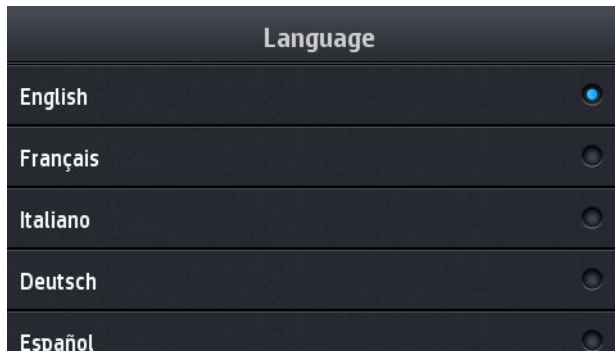 Language
English
Français
Italiano
Deutsch
Español